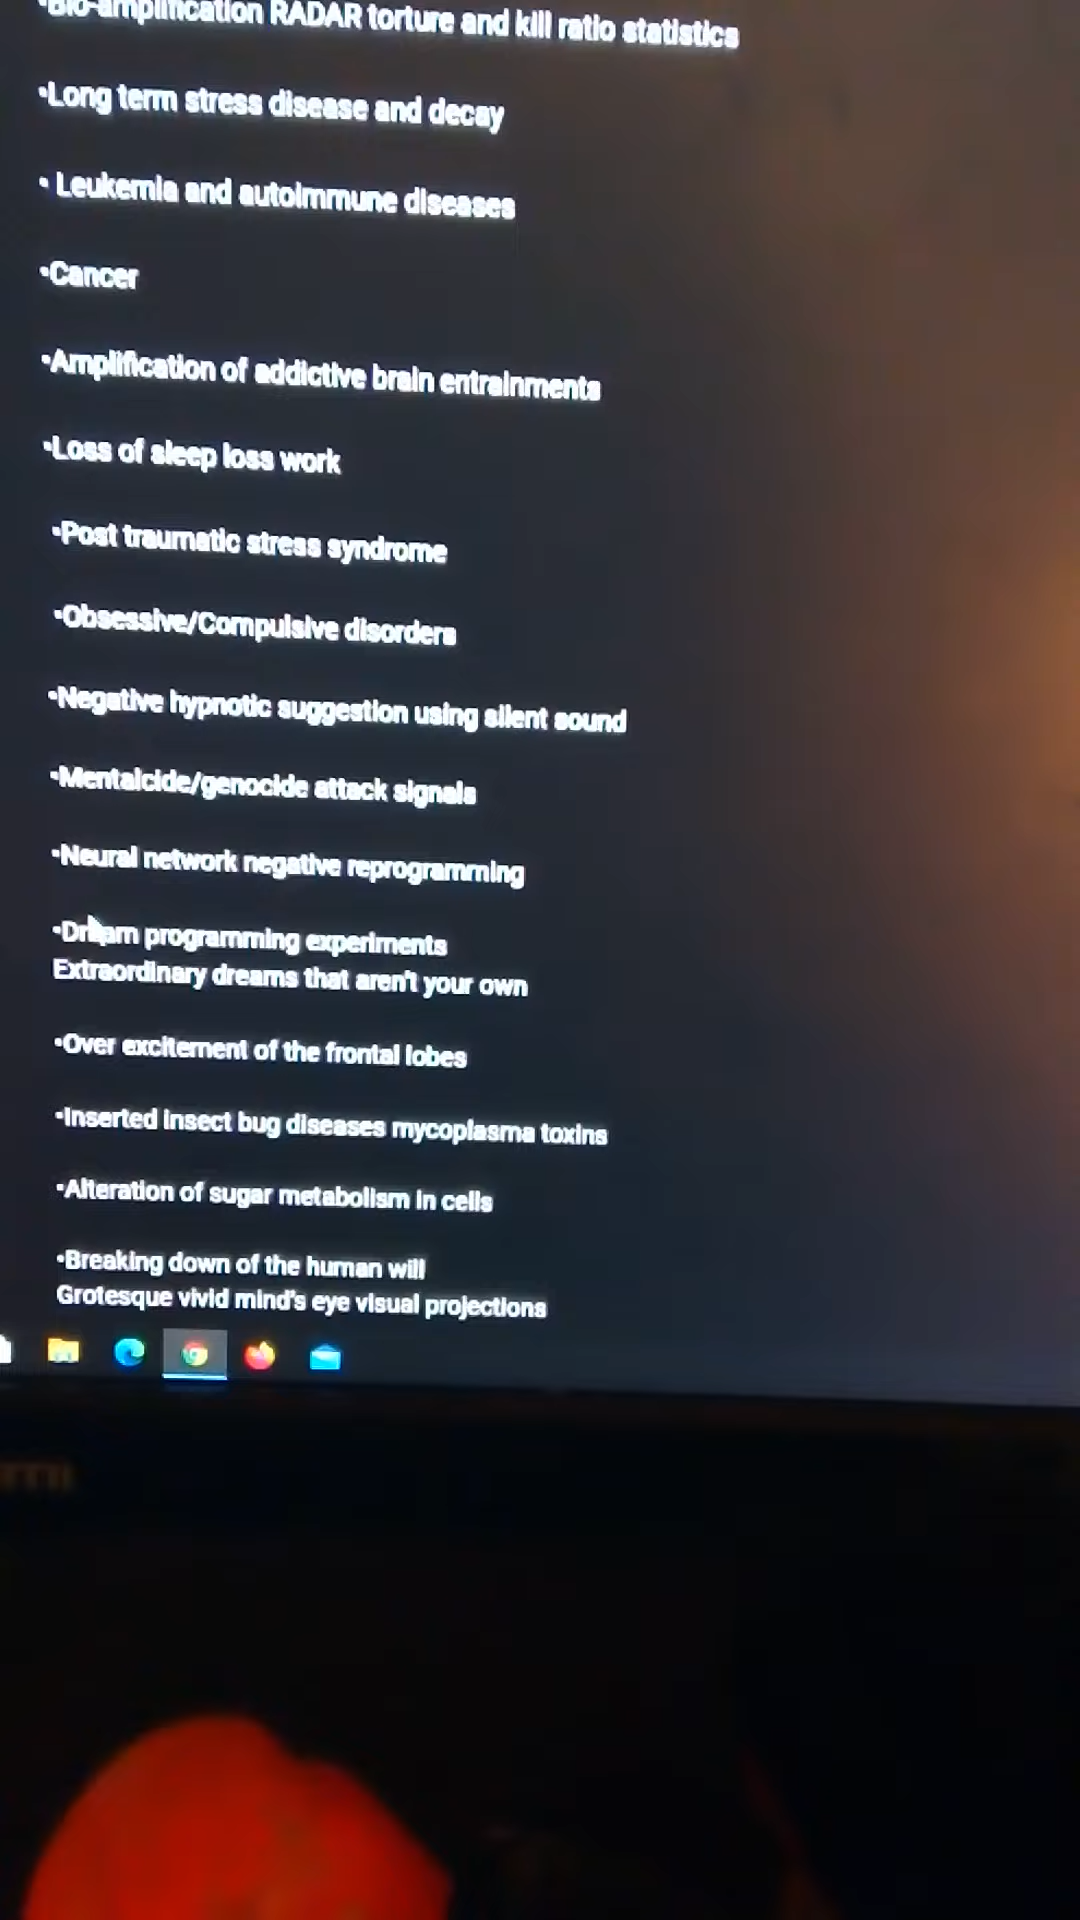 •Bio-amplification RADAR torture and kill ratio statistics
•Long term stress disease and decay
• Leukemia and autoimmune diseases
•Cancer
•Amplification of addictive brain entrainments
•Loss of sleep loss work
•Post traumatic stress syndrome
•Obsessive/Compulsive disorders
•Negative hypnotic suggestion using silent sound
•Mentalcide/genocide attack signals
•Neural network negative reprogramming
•Dream programming experiments
Extraordinary dreams that aren't your own
•Over excitement of the frontal lobes
•Inserted insect bug diseases mycoplasma toxins
•Alteration of sugar metabolism in cells
•Breaking down of the human will
Grotesque vivid mind's eye visual projections